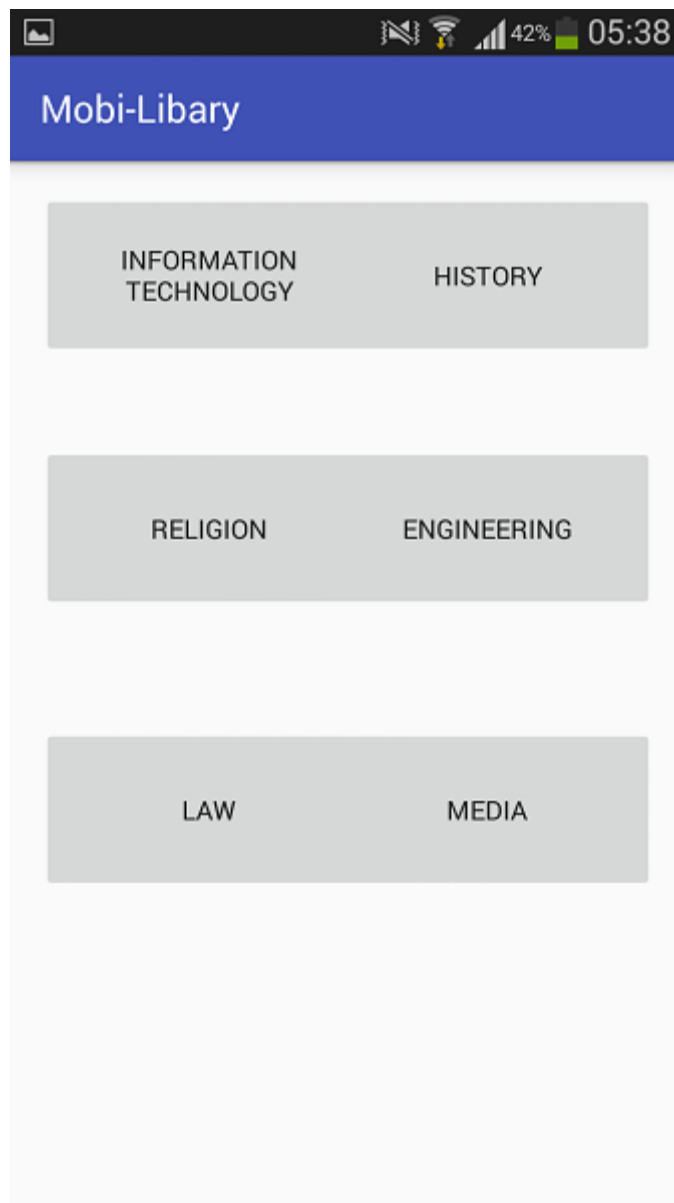 42% 05:38
Mobi-Libary
INFORMATION
TECHNOLOGY
HISTORY
RELIGION
ENGINEERING
LAW
MEDIA